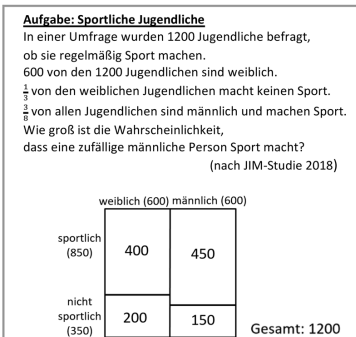 Aufgabe: Sportliche Jugendliche
In einer Umfrage wurden 1200 Jugendliche befragt,
ob sie regelmäßig Sport machen.
600 von den 1200 Jugendlichen sind weiblich.
1/3 von den weiblichen Jugendlichen macht keinen Sport.
3/8 von allen Jugendlichen sind männlich und machen Sport.
Wie groß ist die Wahrscheinlichkeit,
dass eine zufällige männliche Person Sport macht?
(nach JIM-Studie 2018)
weiblich (600) männlich (600)
sportlich
(850)
400
450
nicht
sportlich
(350)
200
150
Gesamt: 1200